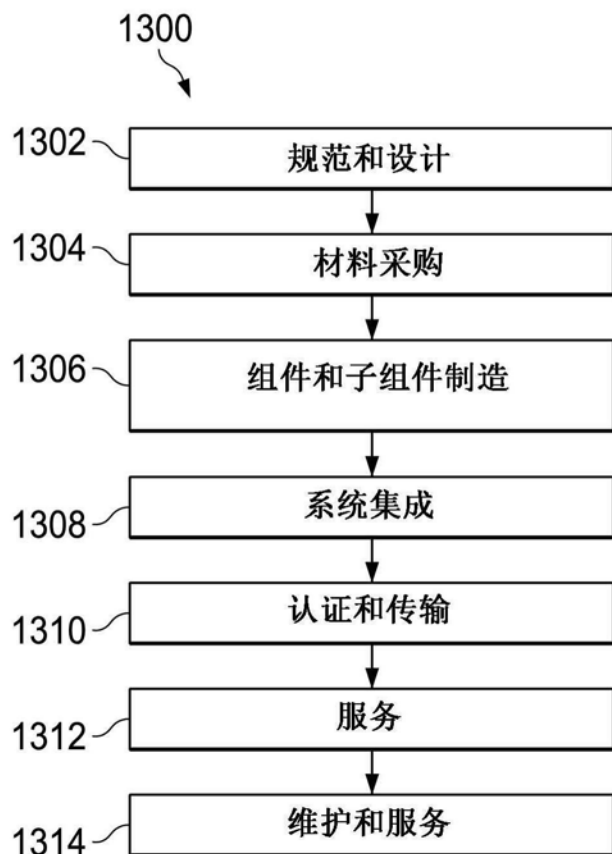 1300
1302
规范和设计
1304
材料采购
1306
组件和子组件制造
1308
系统集成
1310
认证和传输
1312
服务
1314
维护和服务